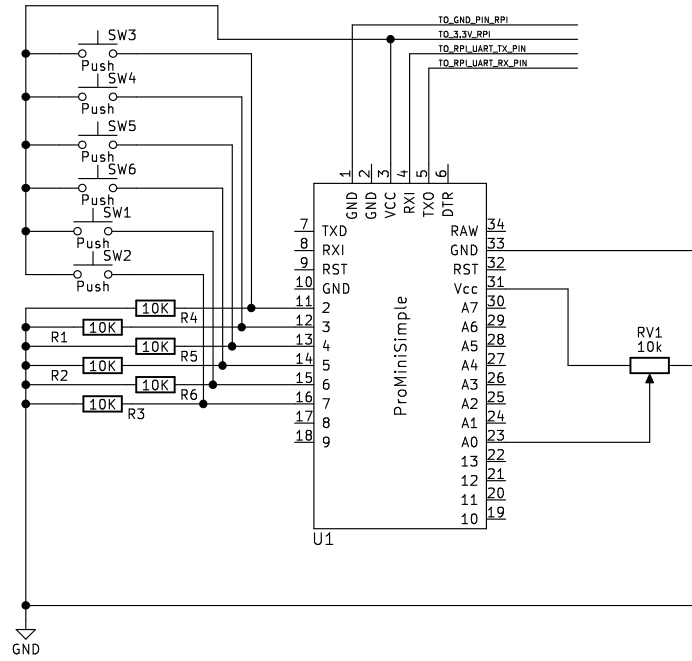 TO_GND_PIN_RPI
TO_3.3V_RPI
TO_RPI_UART_TX_PIN
TO_RPI_UART_RX_PIN
SW3
Push
SW4
Push
SW5
Push
SW6
Push
SW1
Push
SW2
Push
1 GND
2 GND
3 VCC
4 RXI
5 TXO
6 DTR
7 TXD
8 RXI
9 RST
10 GND
11 2
12 3
13 4
14 5
15 6
16 7
17 8
18 9
RAW 34
GND 33
RST 32
Vcc 31
A7 30
A6 29
A5 28
A4 27
A3 26
A2 25
A1 24
A0 23
13 22
12 21
11 20
10 19
ProMiniSimple
U1
10K R4
R1 10K
10K R5
R2 10K
10K R6
10K R3
RV1
10k
GND